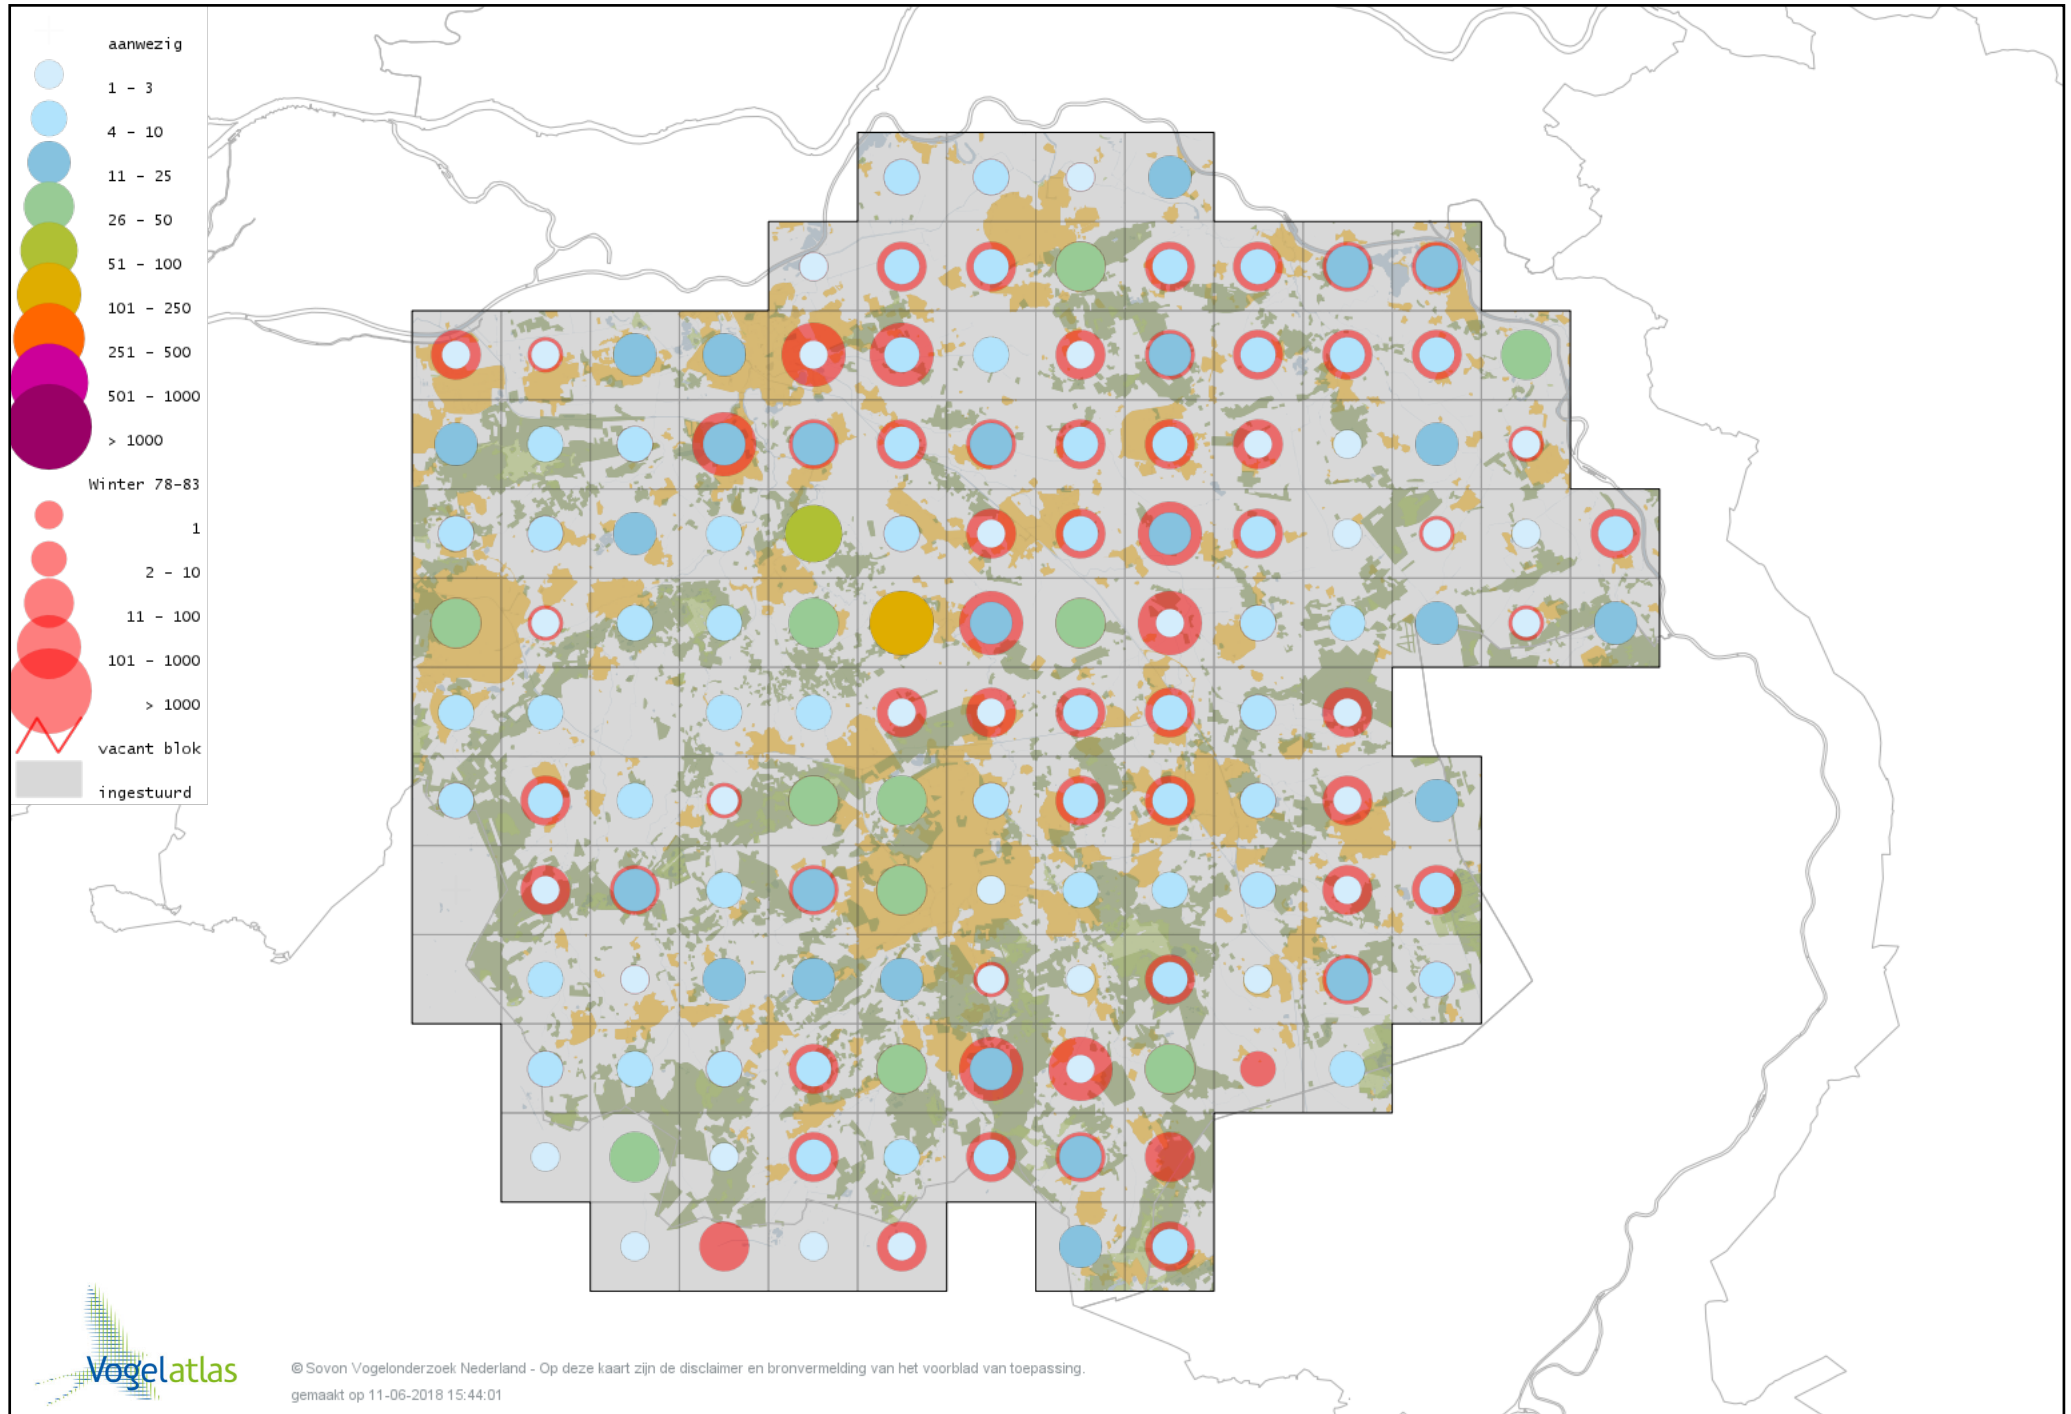 aanwezig
1 - 3
4 - 10
11 - 25
26 - 50
51 - 100
101 - 250
251 - 500
501 - 1000
> 1000
Winter 78-83
1
2 - 10
11 - 100
101 - 1000
> 1000
vacant blok
ingestuurd
Vogelatlas
© Sovon Vogelonderzoek Nederland - Op deze kaart zijn de disclaimer en bronvermelding van het voorblad van toepassing.
gemaakt op 11-06-2018 15:44:01